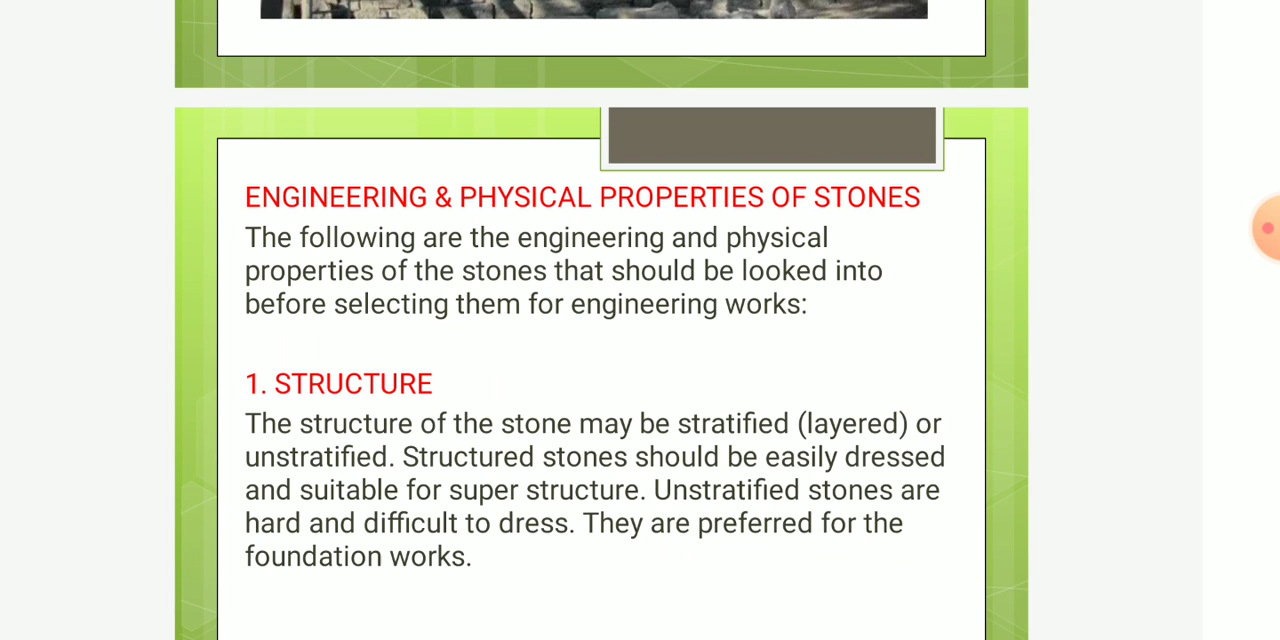 ENGINEERING & PHYSICAL PROPERTIES OF STONES
The following are the engineering and physical
properties of the stones that should be looked into
before selecting them for engineering works:
1. STRUCTURE
The structure of the stone may be stratified (layered) or
unstratified. Structured stones should be easily dressed
and suitable for super structure. Unstratified stones are
hard and difficult to dress. They are preferred for the
foundation works.